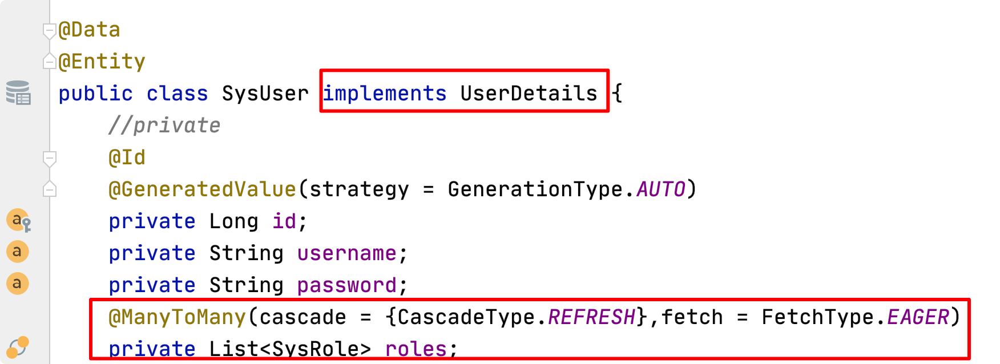 @Data
@Entity
public class SysUser implements UserDetails {
//private
@Id
@GeneratedValue(strategy = GenerationType.AUTO)
private Long id;
private String username;
private String password;
@ManyToMany(cascade = {CascadeType.REFRESH},fetch = FetchType.EAGER)
private List<SysRole> roles;